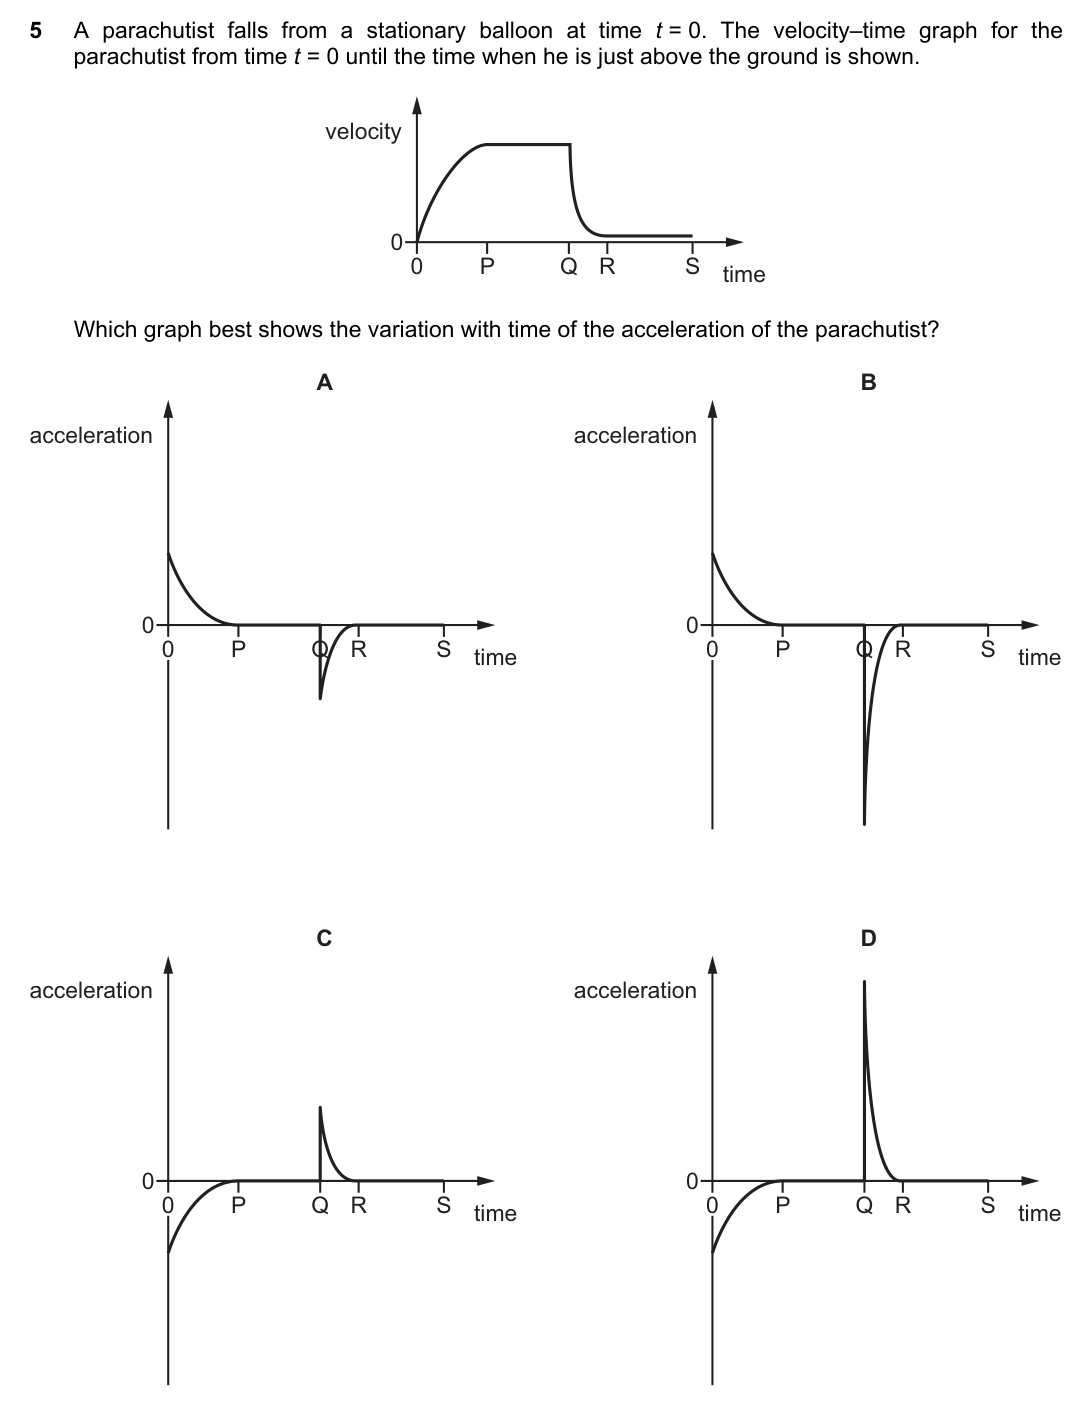 5 A parachutist falls from a stationary balloon at time t = 0. The velocity–time graph for the
parachutist from time t = 0 until the time when he is just above the ground is shown.
velocity
0
0 P Q R S time
Which graph best shows the variation with time of the acceleration of the parachutist?
A
acceleration
0
0 P Q R S time
B
acceleration
0
0 P Q R S time
C
acceleration
0
0 P Q R S time
D
acceleration
0
0 P Q R S time